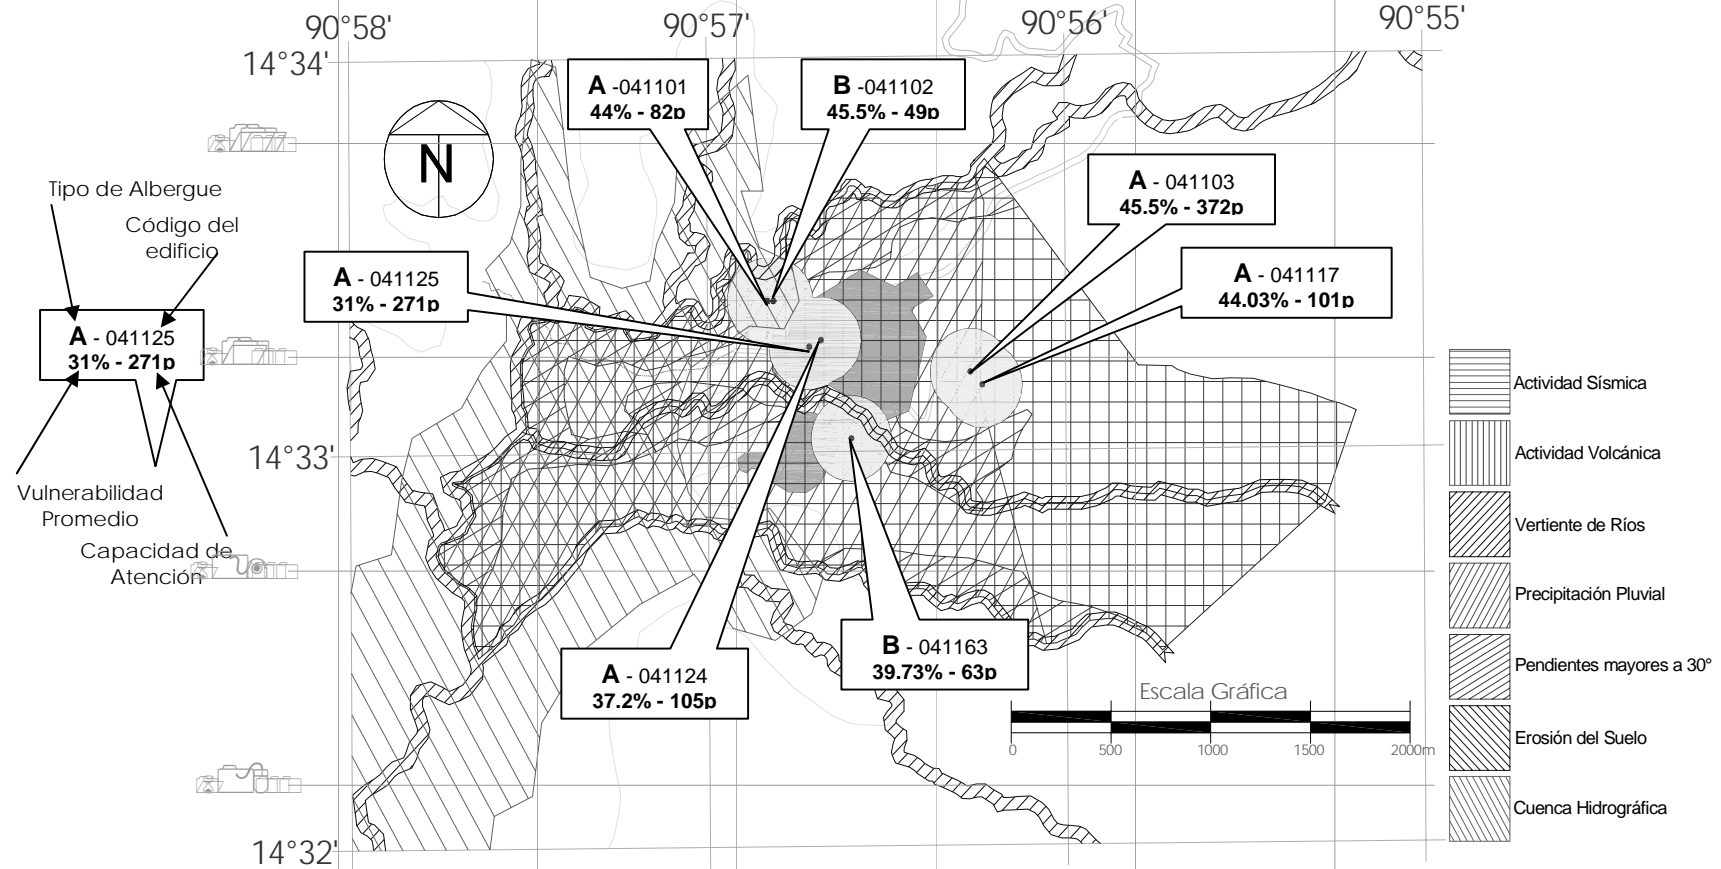 90°58'
90°57'
90°56'
90°55'
14°34'
14°33'
14°32'
N
A -041101
44% - 82p
B -041102
45.5% - 49p
A - 041103
45.5% - 372p
A - 041117
44.03% - 101p
A - 041125
31% - 271p
A - 041124
37.2% - 105p
B - 041163
39.73% - 63p
Tipo de Albergue
Código del
edificio
A - 041125
31% - 271p
Vulnerabilidad
Promedio
Capacidad de
Atención
Escala Gráfica
0 500 1000 1500 2000m
Actividad Sísmica
Actividad Volcánica
Vertiente de Ríos
Precipitación Pluvial
Pendientes mayores a 30°
Erosión del Suelo
Cuenca Hidrográfica